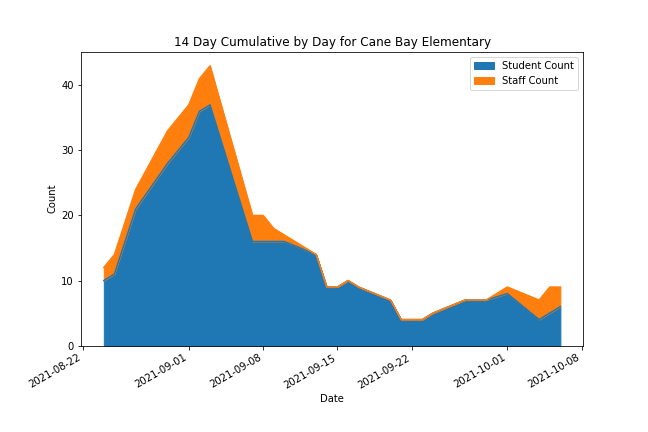 14 Day Cumulative by Day for Cane Bay Elementary
Student Count
Staff Count
Count
40
30
20
10
0
2021-08-22
2021-09-01
2021-09-08
2021-09-15
2021-09-22
2021-10-01
2021-10-08
Date